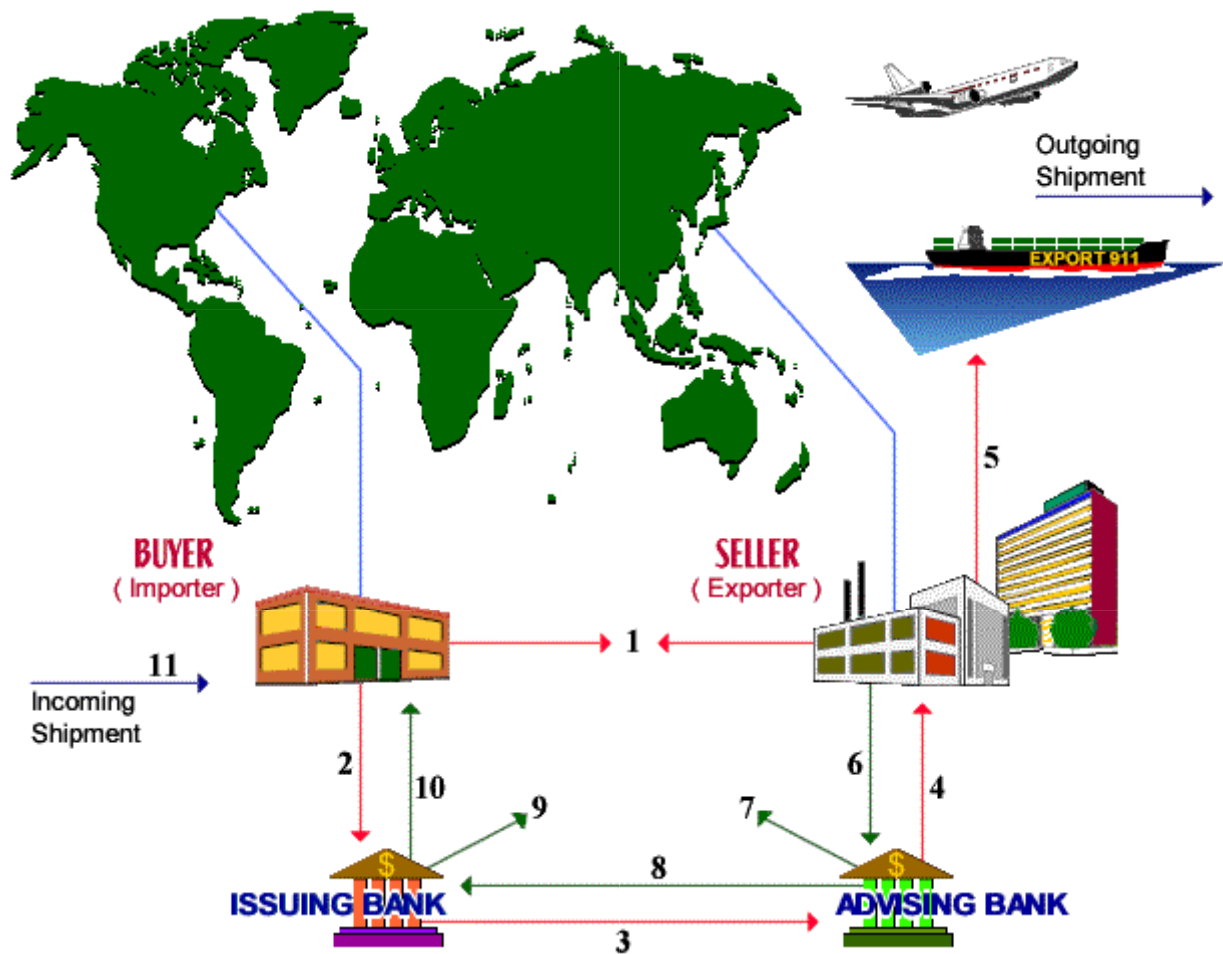 Outgoing
Shipment
EXPORT 911
5
BUYER
( Importer )
SELLER
( Exporter )
1
11
Incoming
Shipment
2
10
9
7
6
4
$
$
8
ISSUING BANK
ADVISING BANK
3